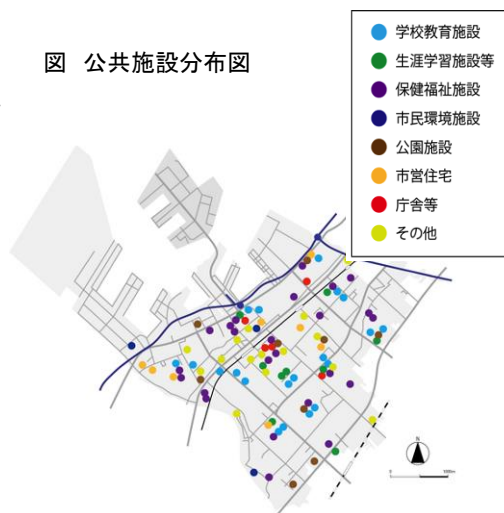 図 公共施設分布図
学校教育施設
生涯学習施設等
保健福祉施設
市民環境施設
公園施設
市営住宅
庁舎等
その他
N
0
1000m